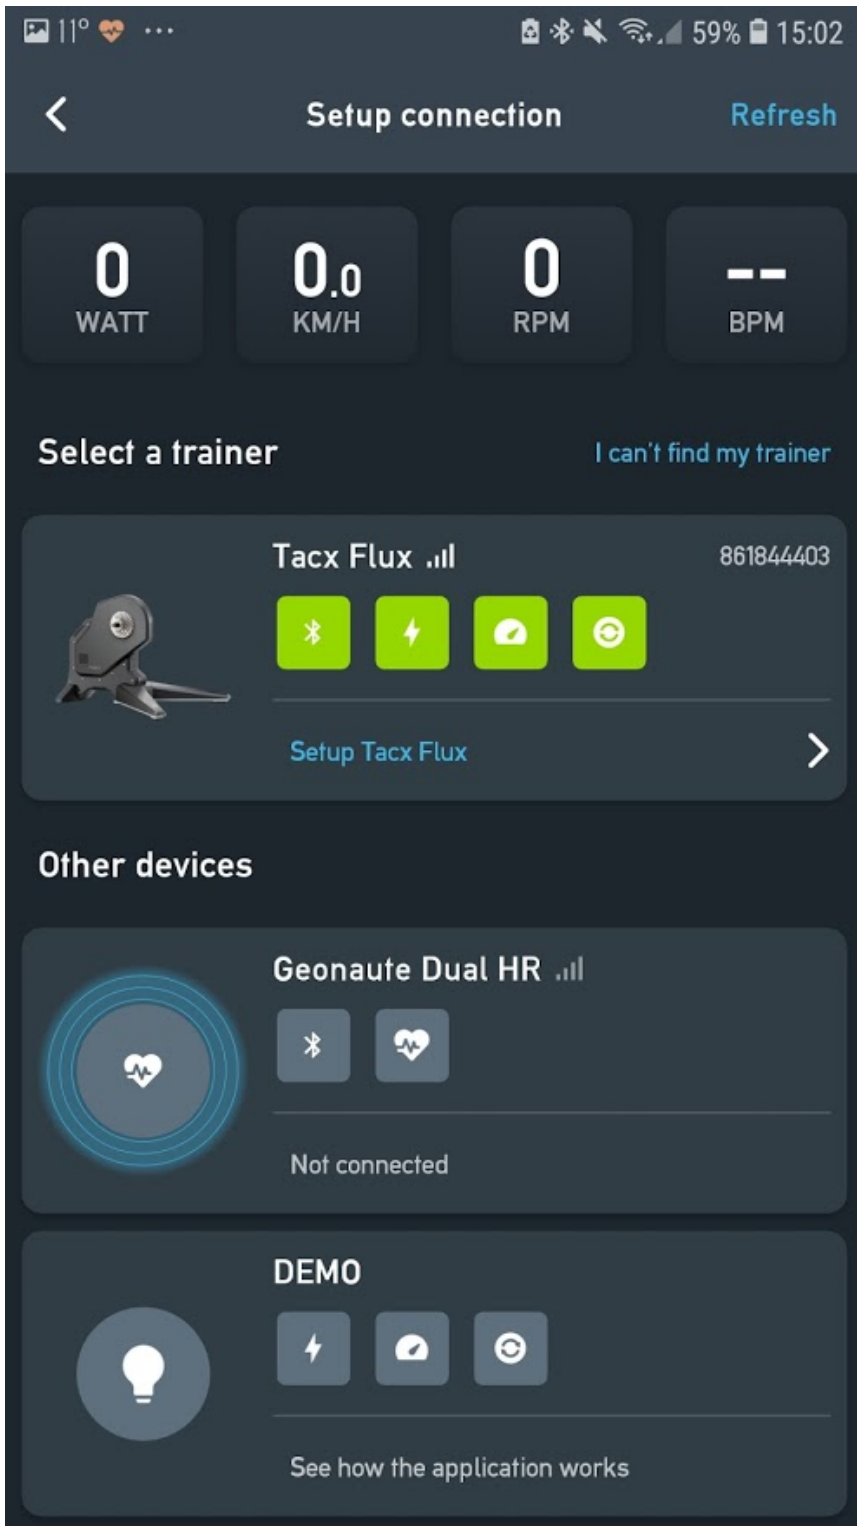 11° ... 59% 15:02
Setup connection Refresh
0 0.0 0 --
WATT KM/H RPM BPM
Select a trainer I can't find my trainer
Tacx Flux 861844403
Setup Tacx Flux
Other devices
Geonaute Dual HR
Not connected
DEMO
See how the application works